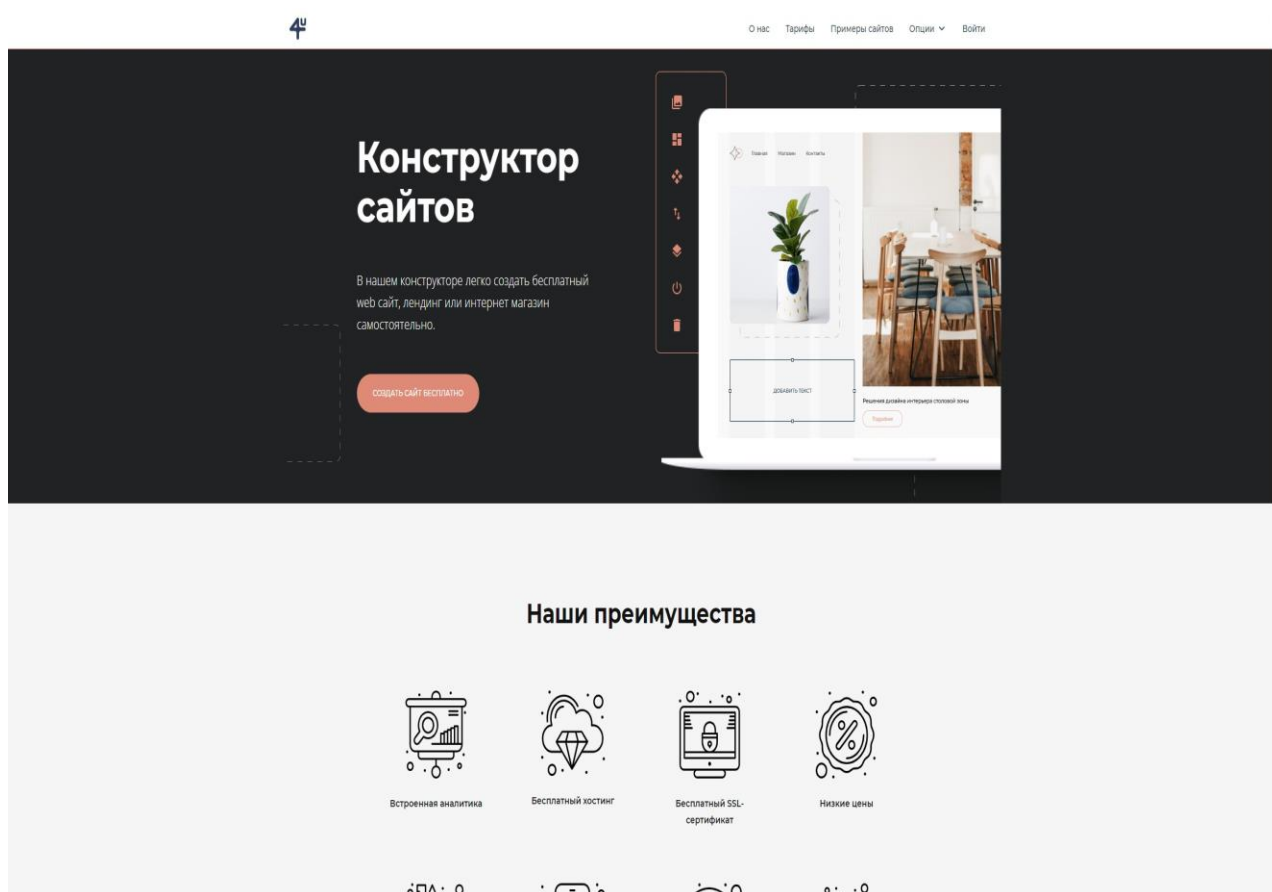 4U
О нас Тарифы Примеры сайтов Опции Войти
Конструктор
сайтов
В нашем конструкторе легко создать бесплатный
web сайт, лендинг или интернет магазин
самостоятельно.
СОЗДАТЬ САЙТ БЕСПЛАТНО
Главная Магазин Контакты
ДОБАВИТЬ ТЕКСТ
Решения дизайна интерьера столовой зоны
Подробнее
Наши преимущества
Встроенная аналитика
Бесплатный хостинг
Бесплатный SSL-
сертификат
Низкие цены